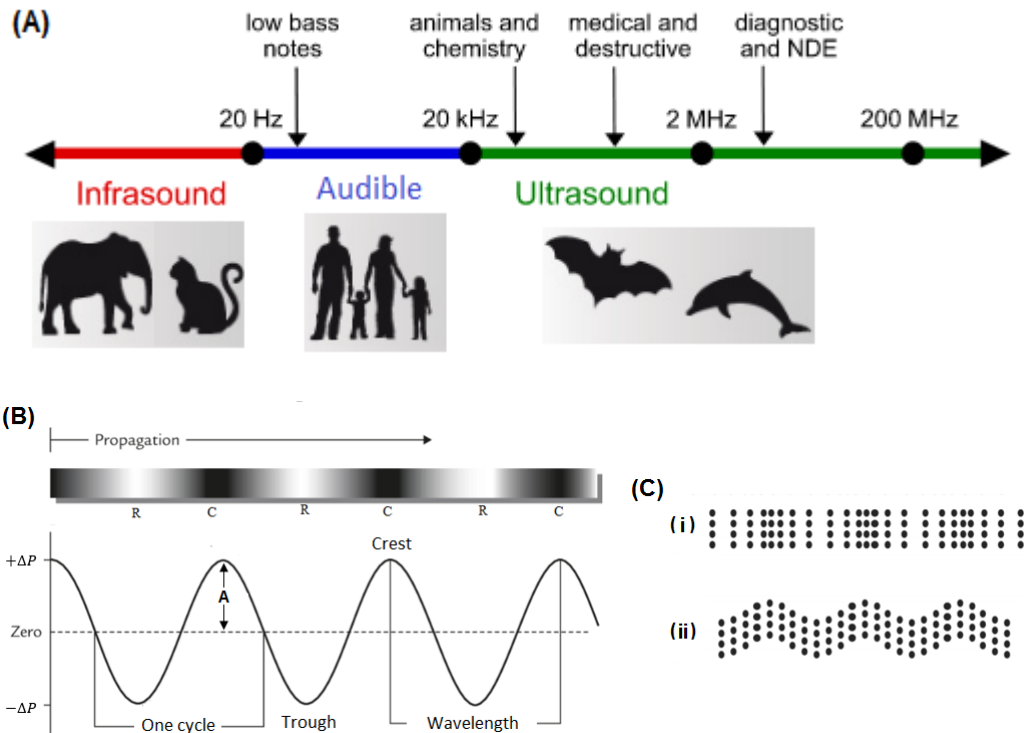 (A)
low bass
notes
animals and
chemistry
medical and
destructive
diagnostic
and NDE
20 Hz
20 kHz
2 MHz
200 MHz
Infrasound
Audible
Ultrasound
(B)
Propagation
R
C
R
C
R
C
+ΔP
Crest
A
Zero
−ΔP
One cycle
Trough
Wavelength
(C)
(i)
(ii)